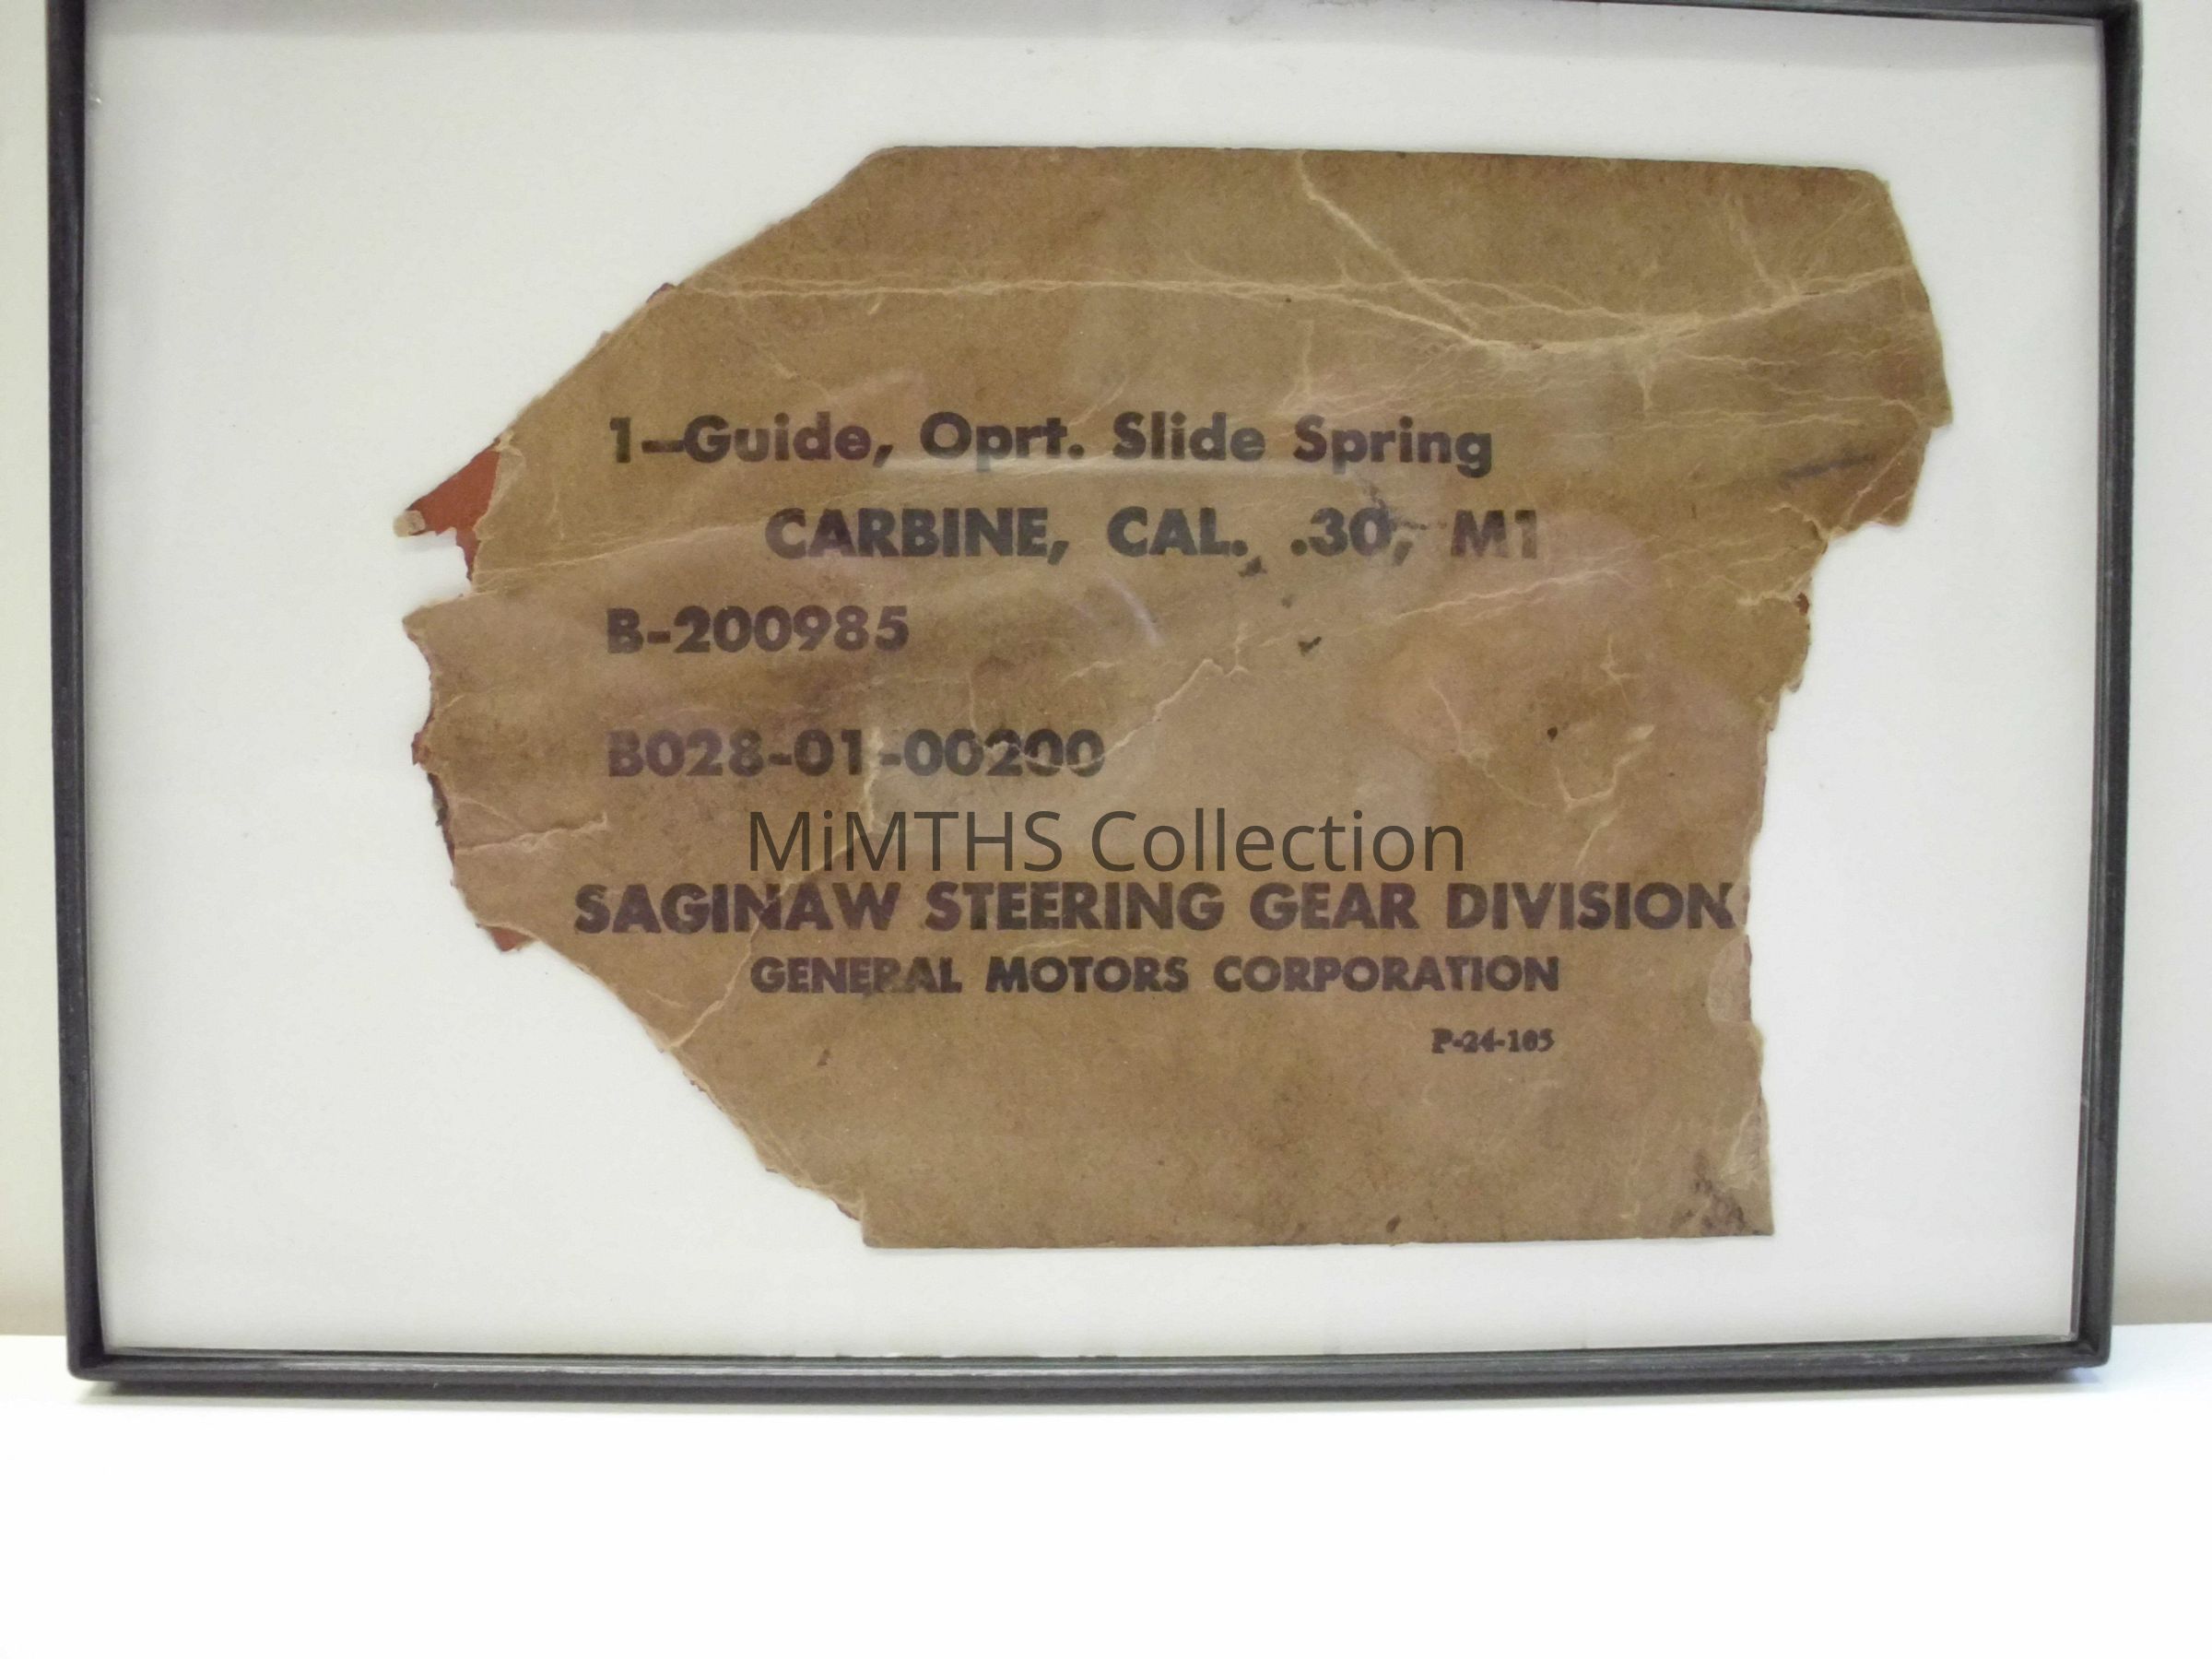 1—Guide, Oprt. Slide Spring
CARBINE, CAL. .30, M1
B-200985
B028-01-00200
MiMTHS Collection
SAGINAW STEERING GEAR DIVISION
GENERAL MOTORS CORPORATION
P-24-105